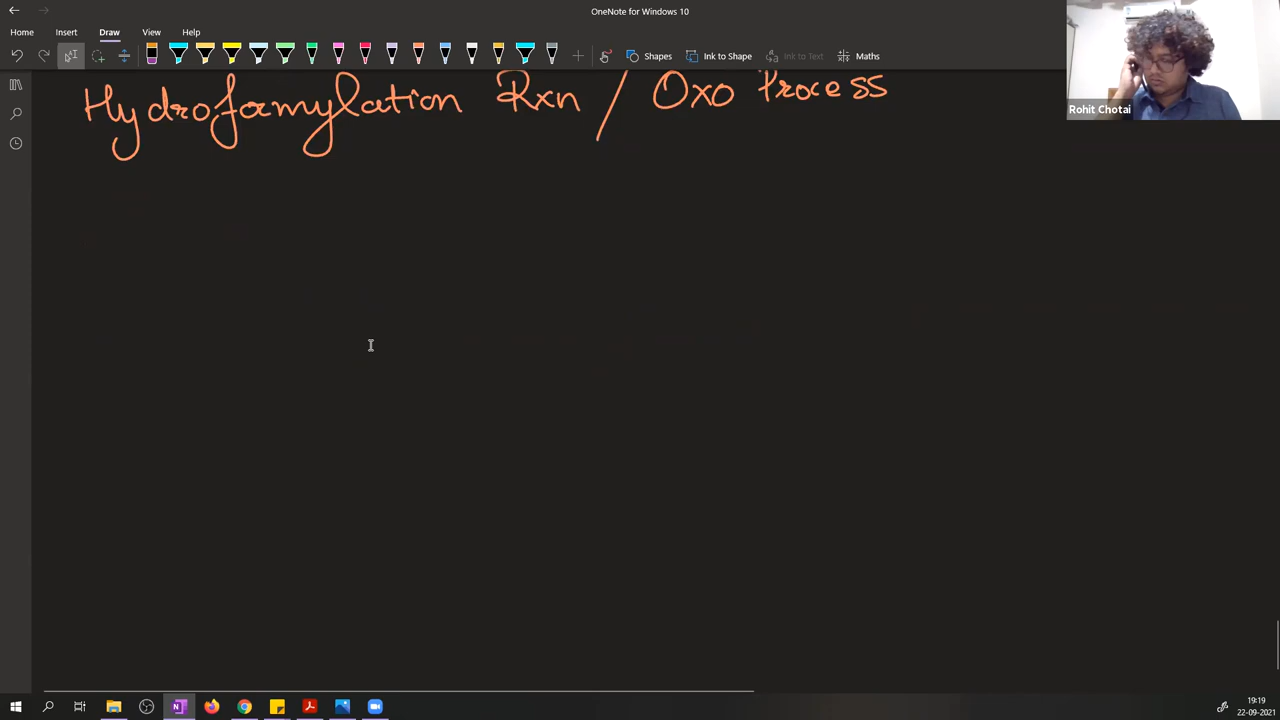 OneNote for Windows 10
Home Insert Draw View Help
Shapes Ink to Shape Ink to Text Maths
Hydroformylation Rxn / Oxo Process
Rohit Chotai
19:19
22-09-2021